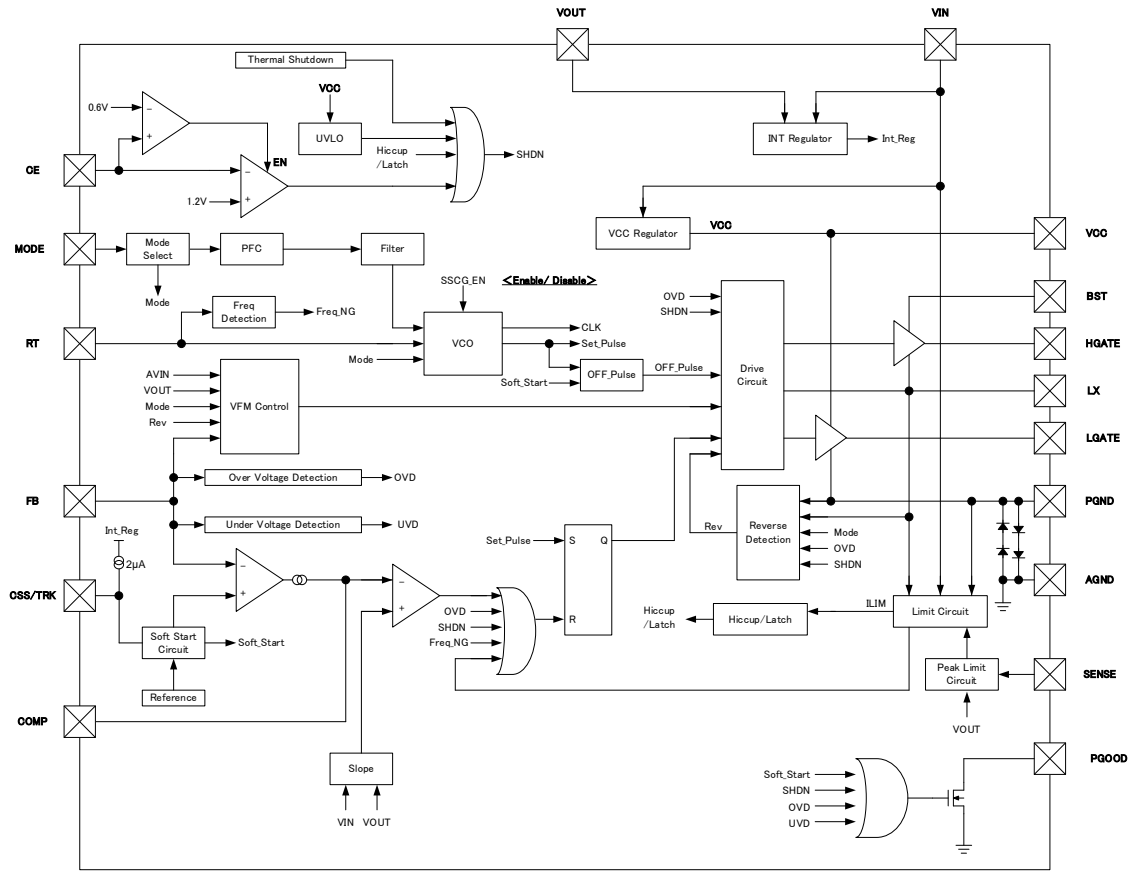 VOUT
VIN
Thermal Shutdown
VCC
0.6V
−
+
UVLO
Hiccup
/Latch
SHDN
INT Regulator
Int_Reg
CE
EN
−
1.2V
+
VCC Regulator
VCC
VCC
MODE
Mode
Select
PFC
Filter
Mode
SSCG_EN
<Enable/ Disable>
BST
OVD
SHDN
Freq
Detection
Freq_NG
CLK
RT
VCO
Set_Pulse
HGATE
Mode
Drive
Circuit
OFF_Pulse
OFF_Pulse
Soft_Start
AVIN
VOUT
Mode
Rev
VFM Control
LX
LGATE
Over Voltage Detection
OVD
FB
PGND
Under Voltage Detection
UVD
Int_Reg
2μA
Set_Pulse
S
Q
R
Rev
Reverse
Detection
Mode
OVD
SHDN
CSS/TRK
−
+
−
+
AGND
OVD
SHDN
Freq_NG
Hiccup
/Latch
Hiccup/Latch
ILIM
Limit Circuit
Soft Start
Circuit
Soft_Start
Reference
Peak Limit
Circuit
SENSE
VOUT
COMP
Slope
VIN
VOUT
PGOOD
Soft_Start
SHDN
OVD
UVD